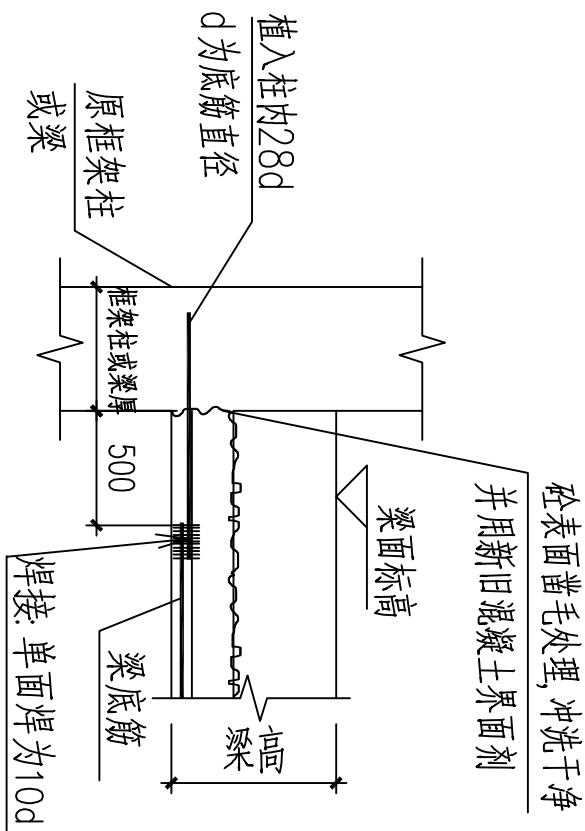 植入柱内28d
d为底筋直径
原框架柱
或梁
框架柱或梁厚
500
砼表面凿毛处理,冲洗干净
并用新旧混凝土界面剂
梁面标高
梁高
梁底筋
焊接:单面焊为10d